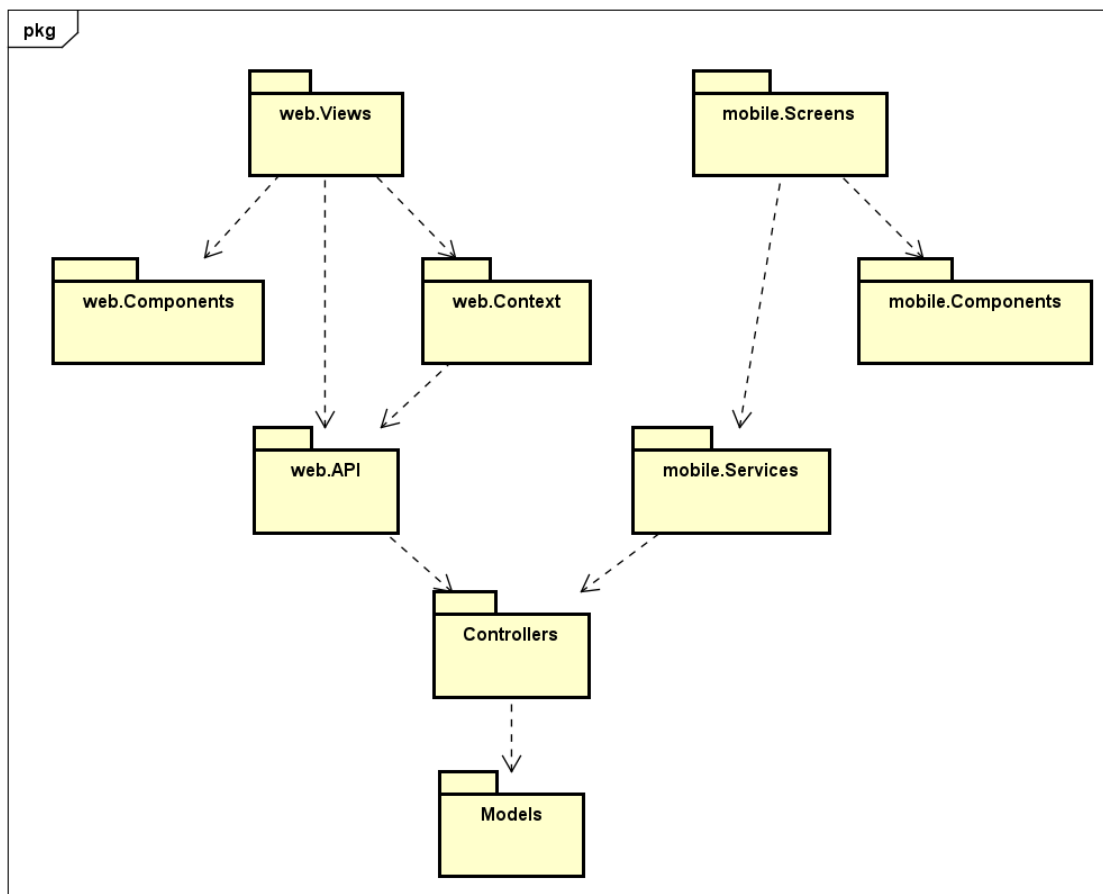 pkg
web.Views
mobile.Screens
web.Components
web.Context
mobile.Components
web.API
mobile.Services
Controllers
Models